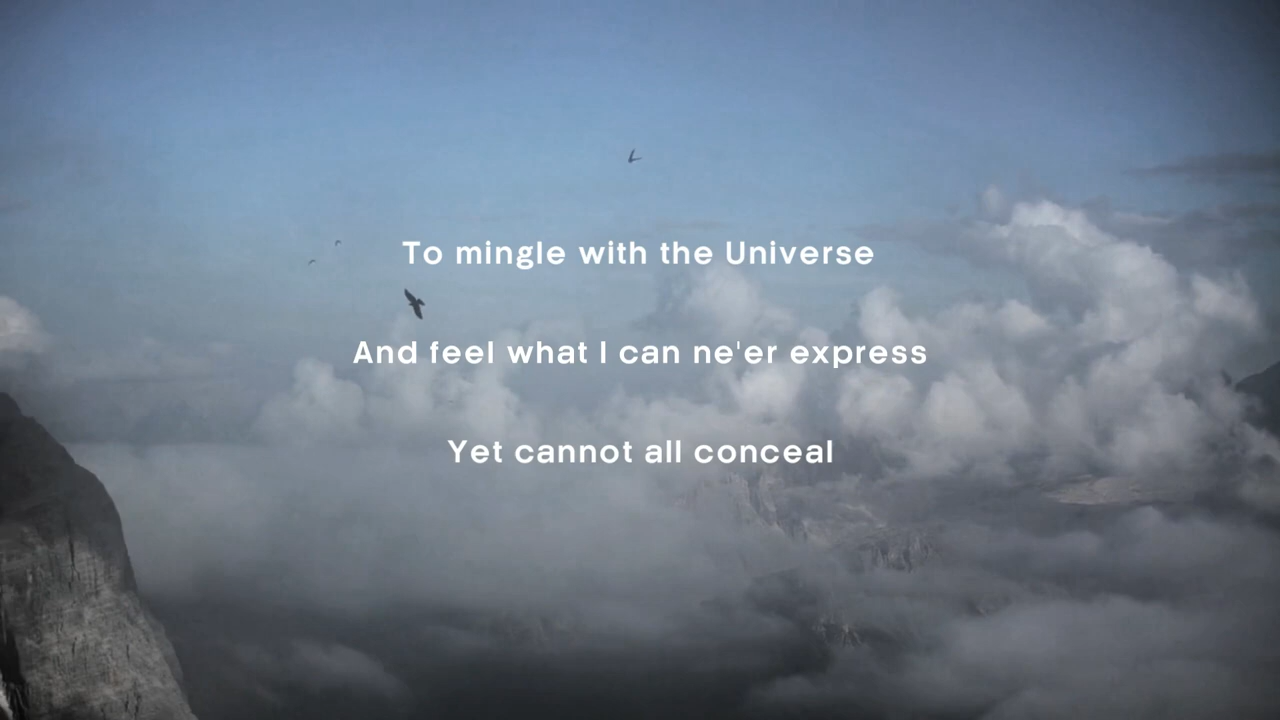 To mingle with the Universe
And feel what I can ne'er express
Yet cannot all conceal